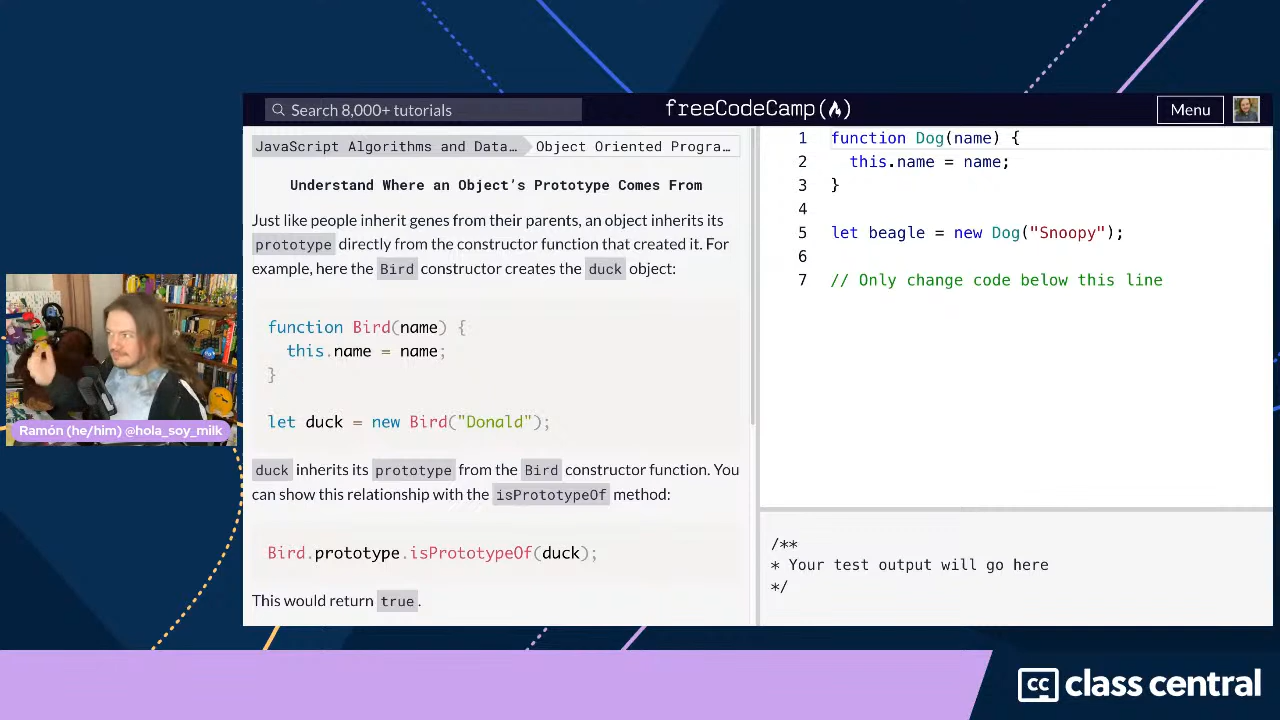 Search 8,000+ tutorials
freeCodeCamp
Menu
JavaScript Algorithms and Data…
Object Oriented Progra…
Understand Where an Object's Prototype Comes From
Just like people inherit genes from their parents, an object inherits its
prototype directly from the constructor function that created it. For
example, here the Bird constructor creates the duck object:
function Bird(name) {
this.name = name;
}
let duck = new Bird("Donald");
duck inherits its prototype from the Bird constructor function. You
can show this relationship with the isPrototypeOf method:
Bird.prototype.isPrototypeOf(duck);
This would return true.
1 function Dog(name) {
2 this.name = name;
3 }
4
5 let beagle = new Dog("Snoopy");
6
7 // Only change code below this line
/**
* Your test output will go here
*/
Ramón (he/him) @hola_soy_milk
cc class central